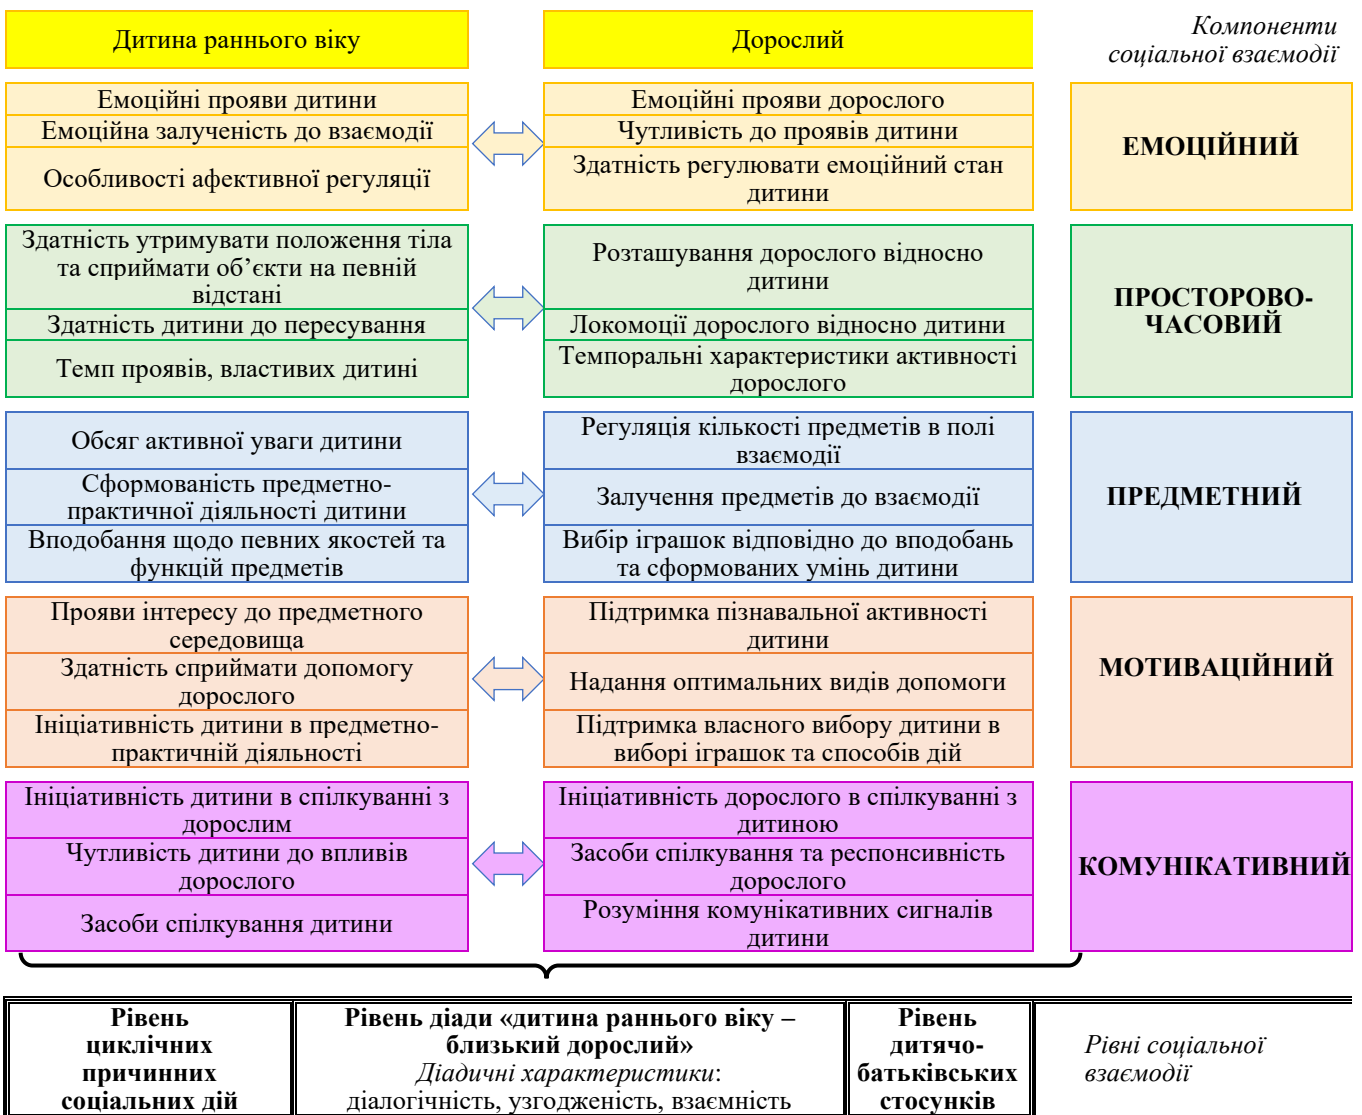 Дитина раннього віку
Дорослий
Компоненти
соціальної взаємодії
Емоційні прояви дитини
Емоційна залученість до взаємодії
Особливості афективної регуляції
Емоційні прояви дорослого
Чутливість до проявів дитини
Здатність регулювати емоційний стан
дитини
ЕМОЦІЙНИЙ
Здатність утримувати положення тіла
та сприймати об’єкти на певній
відстані
Здатність дитини до пересування
Темп проявів, властивих дитині
Розташування дорослого відносно
дитини
Локомоції дорослого відносно дитини
Темпоральні характеристики активності
дорослого
ПРОСТОРОВО-
ЧАСОВИЙ
Обсяг активної уваги дитини
Сформованість предметно-
практичної діяльності дитини
Вподобання щодо певних якостей та
функцій предметів
Регуляція кількості предметів в полі
взаємодії
Залучення предметів до взаємодії
Вибір іграшок відповідно до вподобань
та сформованих умінь дитини
ПРЕДМЕТНИЙ
Прояви інтересу до предметного
середовища
Здатність сприймати допомогу
дорослого
Ініціативність дитини в предметно-
практичній діяльності
Підтримка пізнавальної активності
дитини
Надання оптимальних видів допомоги
Підтримка власного вибору дитини в
виборі іграшок та способів дій
МОТИВАЦІЙНИЙ
Ініціативність дитини в спілкуванні з
дорослим
Чутливість дитини до впливів
дорослого
Засоби спілкування дитини
Ініціативність дорослого в спілкуванні з
дитиною
Засоби спілкування та респонсивність
дорослого
Розуміння комунікативних сигналів
дитини
КОМУНІКАТИВНИЙ
Рівень
циклічних
причинних
соціальних дій
Рівень діади «дитина раннього віку –
близький дорослий»
Діадичні характеристики:
діалогічність, узгодженість, взаємність
Рівень
дитячо-
батьківських
стосунків
Рівні соціальної
взаємодії